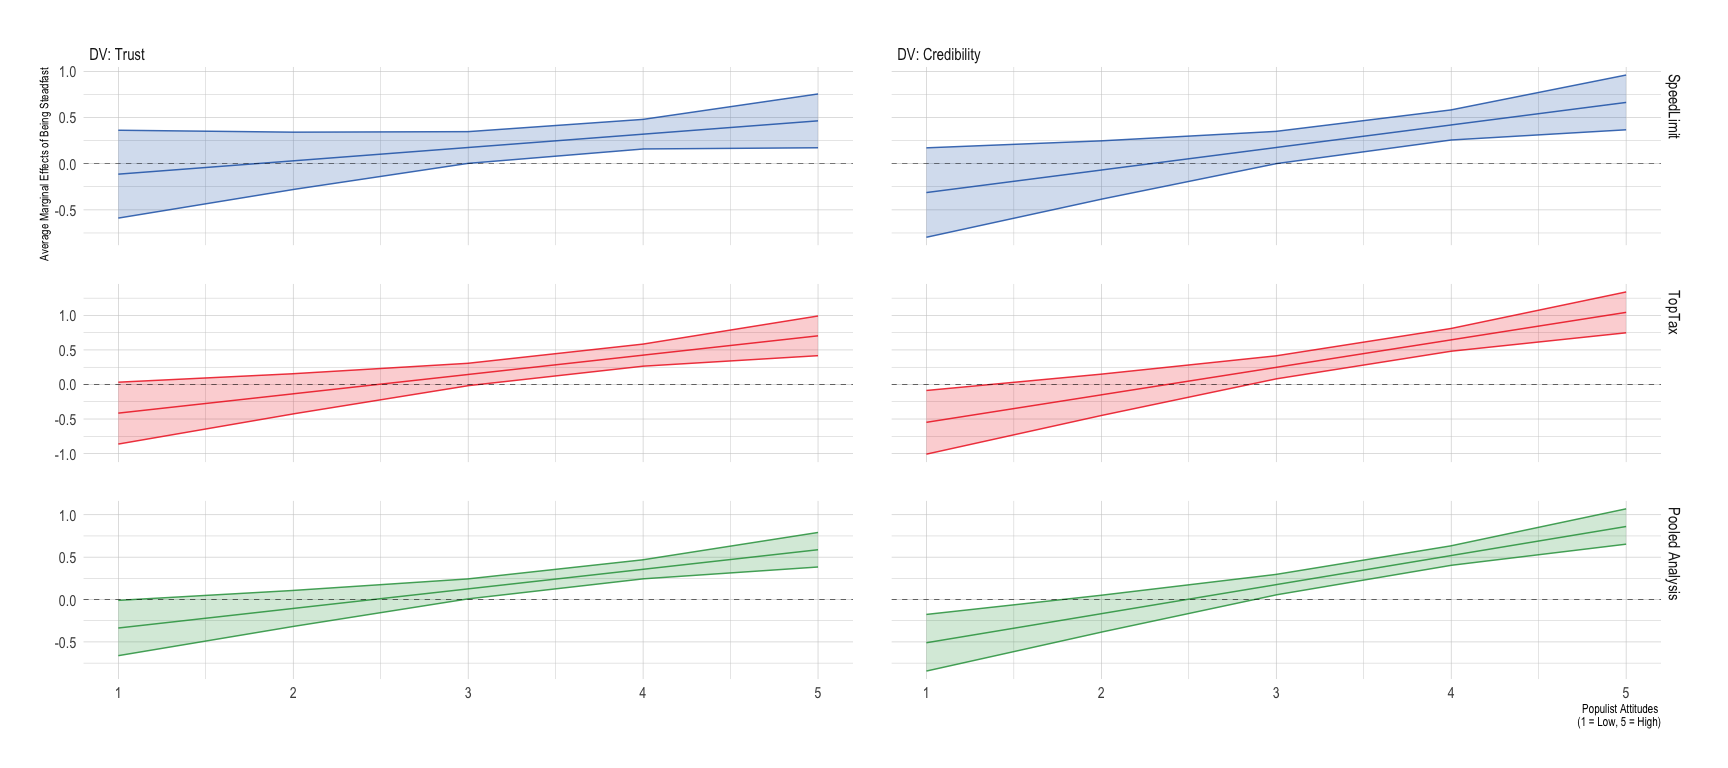 DV: Trust
DV: Credibility
Average Marginal Effects of Being Steadfast
1.0
0.5
0.0
-0.5
SpeedLimit
1.0
0.5
0.0
-0.5
-1.0
TopTax
1.0
0.5
0.0
-0.5
Pooled Analysis
1 2 3 4 5
1 2 3 4 5
Populist Attitudes
(1 = Low, 5 = High)